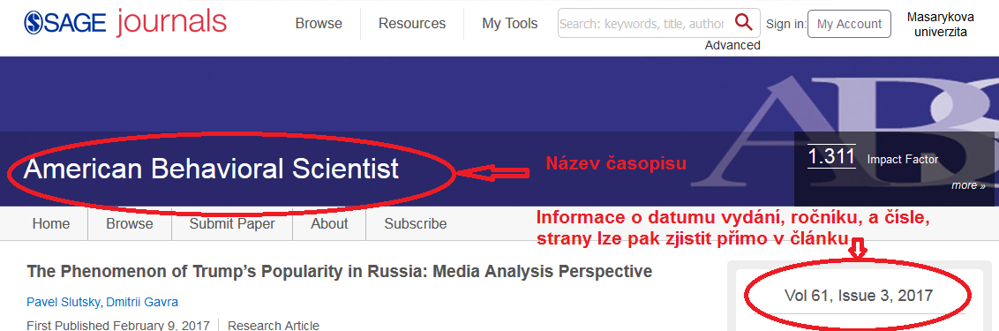 SAGE journals
Browse
Resources
My Tools
Search: keywords, title, author
Advanced
Sign in:
My Account
Masarykova
univerzita
ABS
American Behavioral Scientist
Název časopisu
1.311 Impact Factor
more »
Home
Browse
Submit Paper
About
Subscribe
Informace o datumu vydání, ročníku, a čísle,
strany lze pak zjistit přímo v článku
The Phenomenon of Trump’s Popularity in Russia: Media Analysis Perspective
Pavel Slutsky, Dmitrii Gavra
First Published February 9, 2017
Research Article
Vol 61, Issue 3, 2017